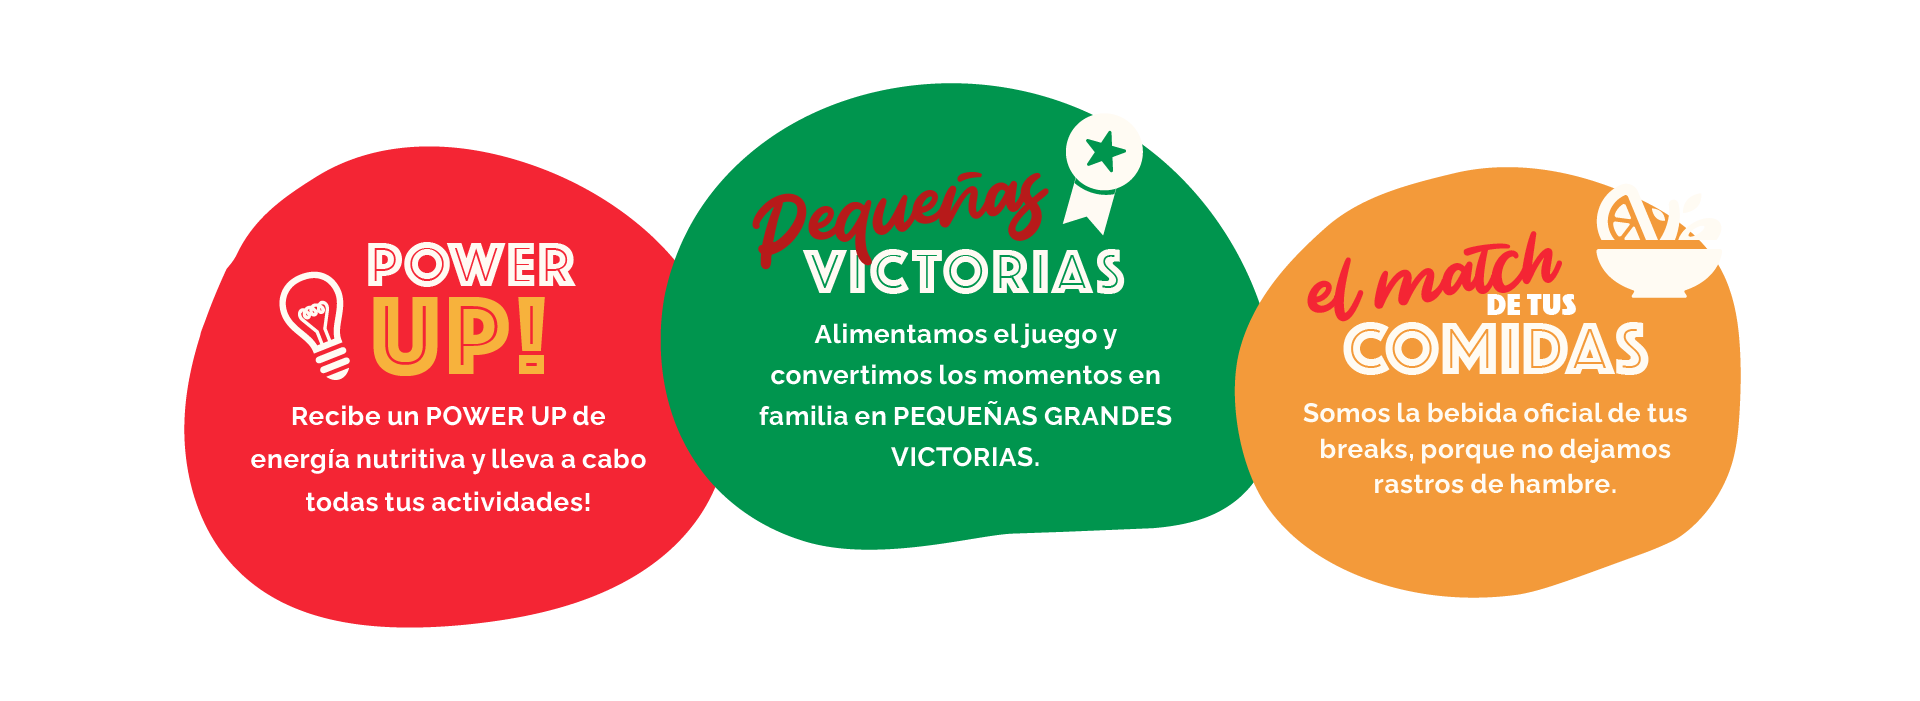 POWER
UP!
Recibe un POWER UP de
energía nutritiva y lleva a cabo
todas tus actividades!
Pequeñas
VICTORIAS
Alimentamos el juego y
convertimos los momentos en
familia en PEQUEÑAS GRANDES
VICTORIAS.
el match
DE TUS
COMIDAS
Somos la bebida oficial de tus
breaks, porque no dejamos
rastros de hambre.